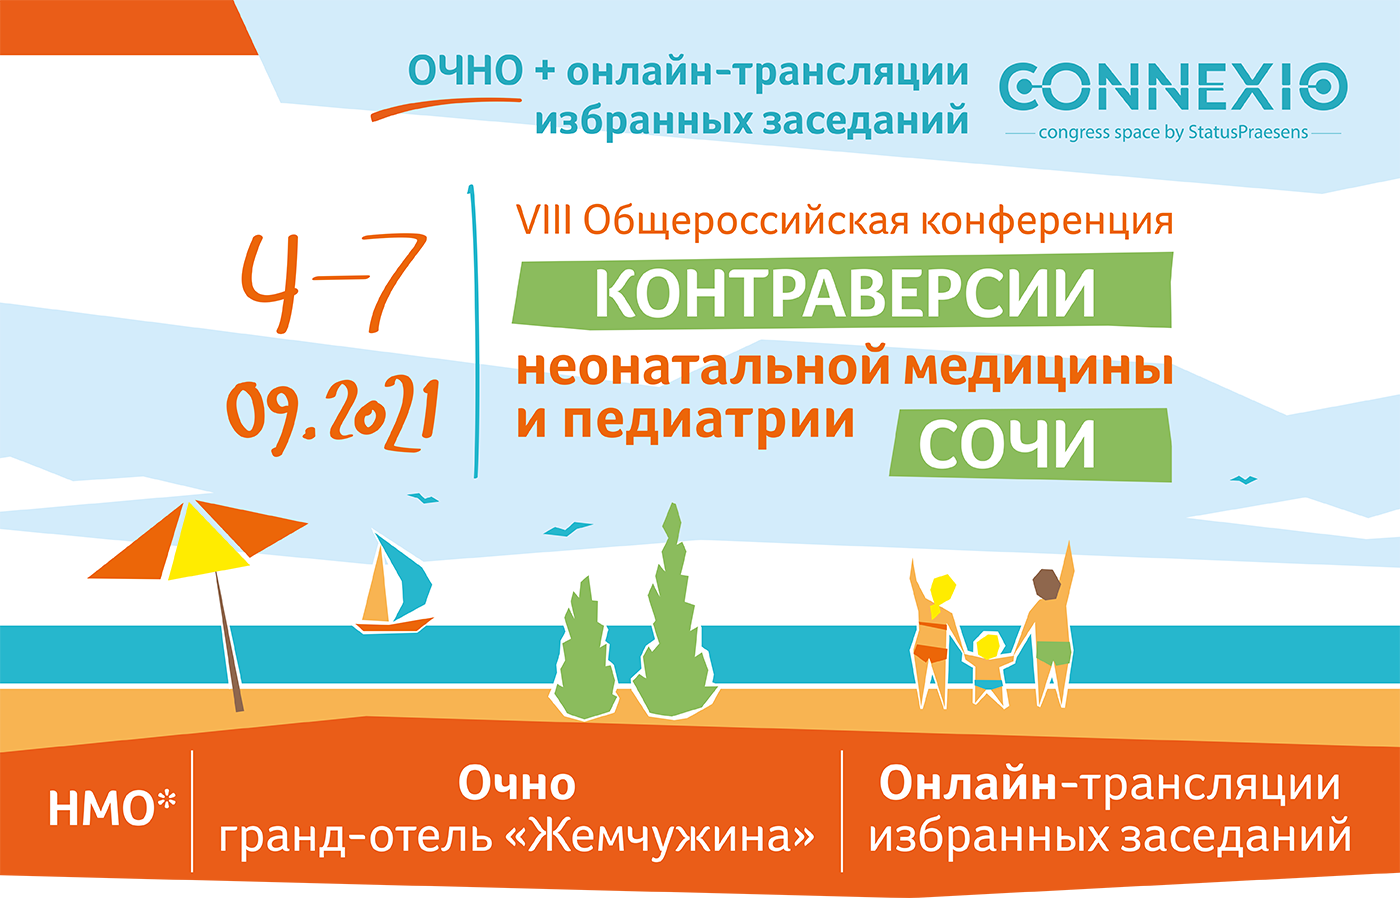 ОЧНО + онлайн-трансляции
избранных заседаний
CONNEXIO
congress space by StatusPraesens
4–7
09.2021
VIII Общероссийская конференция
КОНТРАВЕРСИИ
неонатальной медицины
и педиатрии
СОЧИ
НМО*
Очно
гранд-отель «Жемчужина»
Онлайн-трансляции
избранных заседаний